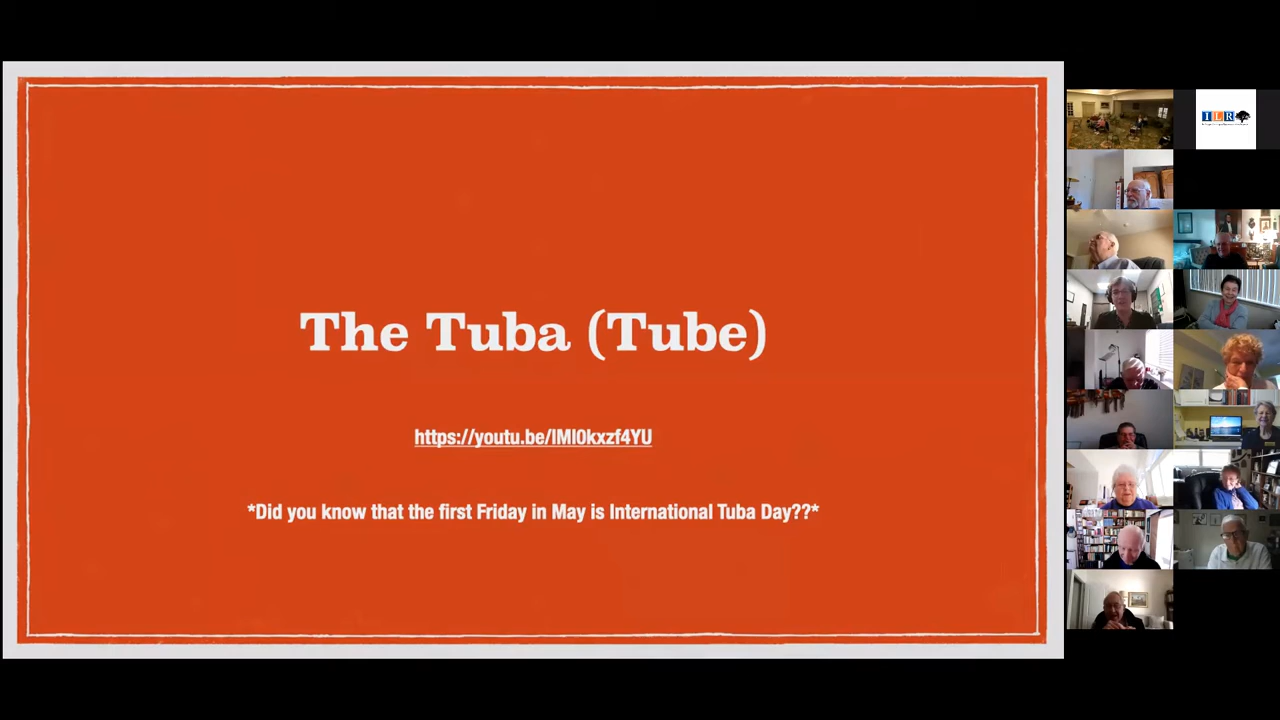 The Tuba (Tube)
https://youtu.be/lMl0kxzf4YU
*Did you know that the first Friday in May is International Tuba Day??*
ILR